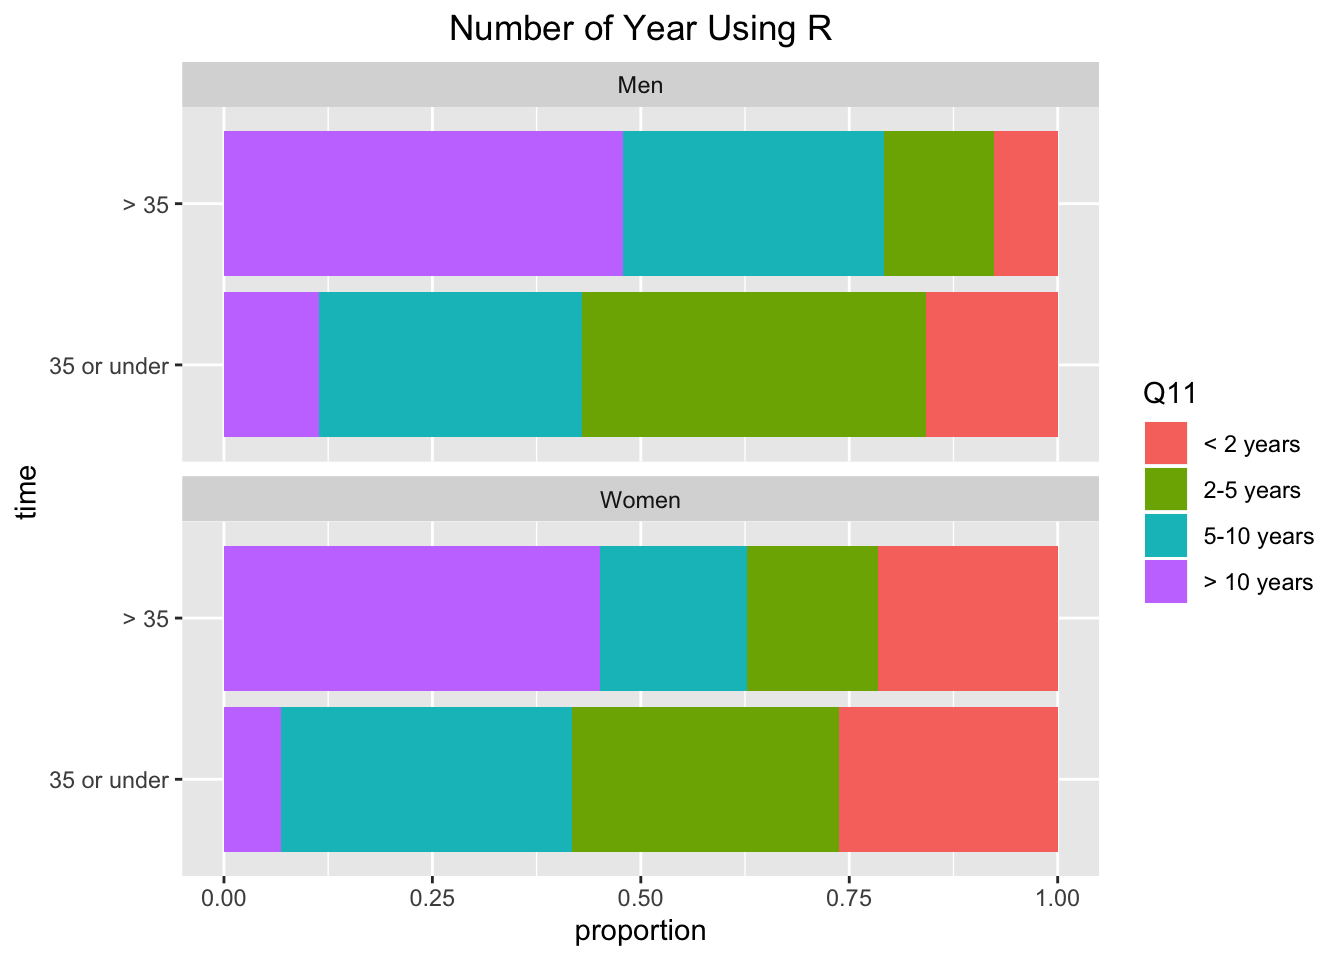 Number of Year Using R
Men
> 35
35 or under
time
Women
> 35
35 or under
0.00 0.25 0.50 0.75 1.00
proportion
Q11
< 2 years
2-5 years
5-10 years
> 10 years